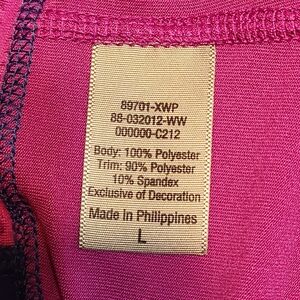 89701-XWP
88-032012-WW
000000-C212
Body: 100% Polyester
Trim: 90% Polyester
10% Spandex
Exclusive of Decoration
Made in Philippines
L